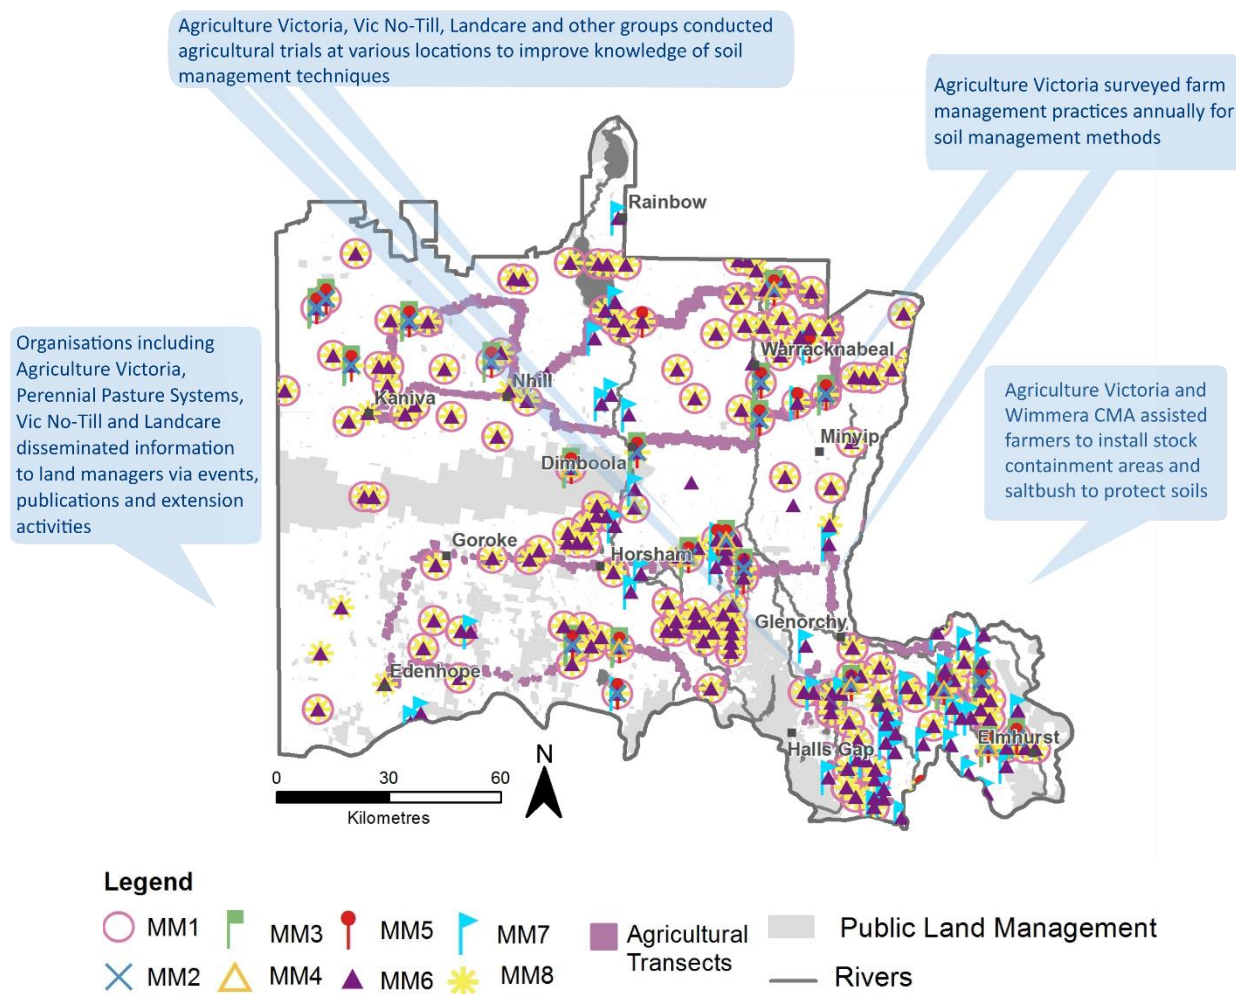 Agriculture Victoria, Vic No-Till, Landcare and other groups conducted
agricultural trials at various locations to improve knowledge of soil
management techniques
Agriculture Victoria surveyed farm
management practices annually for
soil management methods
Organisations including
Agriculture Victoria,
Perennial Pasture Systems,
Vic No-Till and Landcare
disseminated information
to land managers via events,
publications and extension
activities
Agriculture Victoria and
Wimmera CMA assisted
farmers to install stock
containment areas and
saltbush to protect soils
Rainbow
Warracknabeal
Nhill
Kaniva
Minyip
Dimboola
Goroke
Horsham
Glenorchy
Edenhope
Halls Gap
Elmhurst
N
0 30 60
Kilometres
Legend
MM1 MM3 MM5 MM7 Agricultural Transects Public Land Management
MM2 MM4 MM6 MM8 Rivers